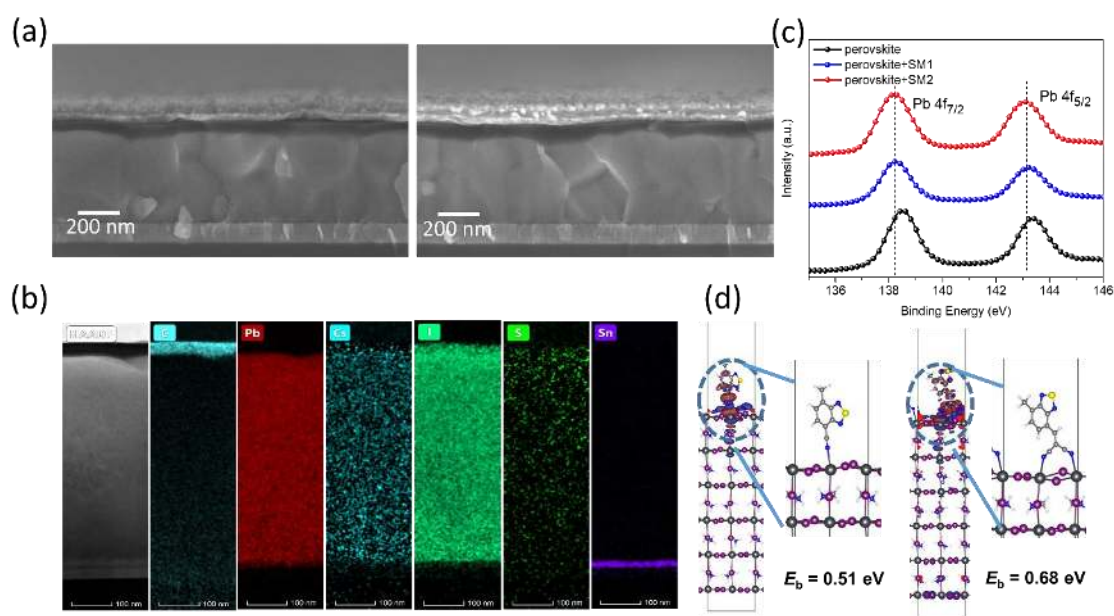 (a)
200 nm
200 nm
(b)
Pb
Cs
I
S
Sn
100 nm
100 nm
100 nm
100 nm
100 nm
100 nm
100 nm
(c)
perovskite
perovskite+SM1
perovskite+SM2
Pb 4f7/2
Pb 4f5/2
Intensity (a.u.)
136 138 140 142 144 146
Binding Energy (eV)
(d)
Eb = 0.51 eV
Eb = 0.68 eV